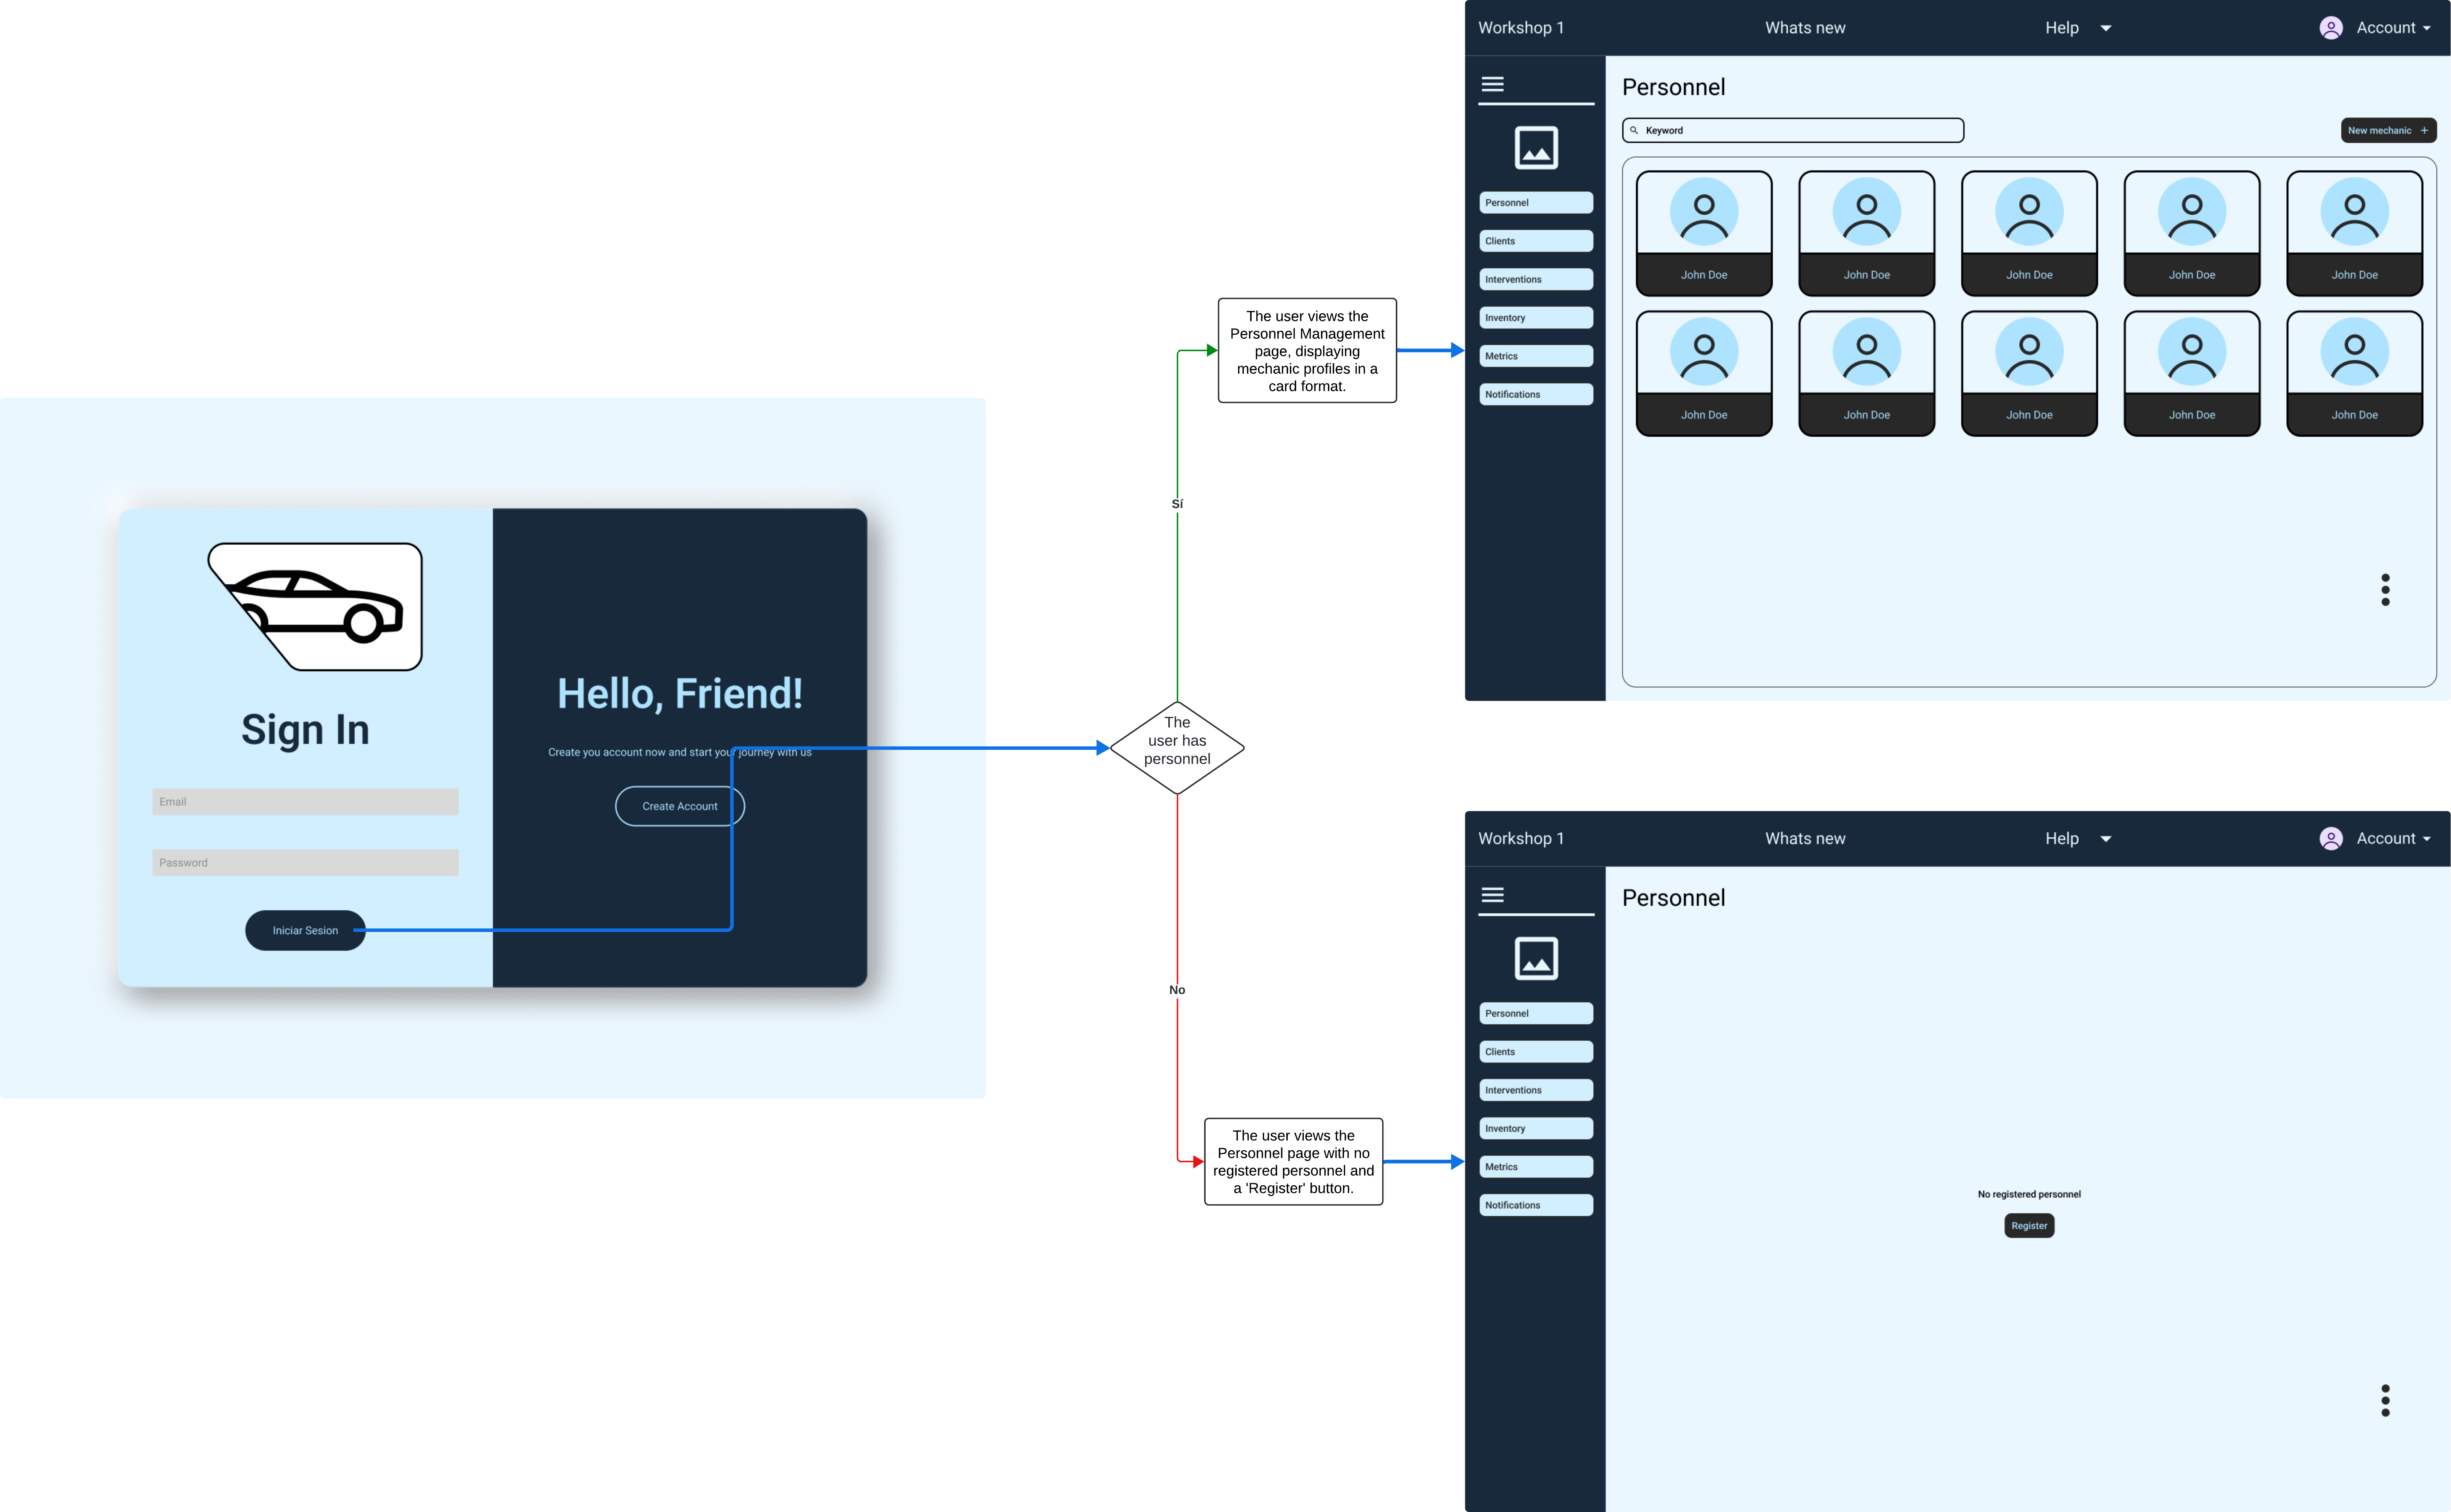 Sign In
Email
Password
Iniciar Sesion
Hello, Friend!
Create you account now and start your journey with us
Create Account
The
user has
personnel
Sí
The user views the
Personnel Management
page, displaying
mechanic profiles in a
card format.
No
The user views the
Personnel page with no
registered personnel and
a 'Register' button.
Workshop 1
Whats new
Help
Account
Personnel
Clients
Interventions
Inventory
Metrics
Notifications
Personnel
Keyword
New mechanic +
John Doe
John Doe
John Doe
John Doe
John Doe
John Doe
John Doe
John Doe
John Doe
John Doe
Workshop 1
Whats new
Help
Account
Personnel
Clients
Interventions
Inventory
Metrics
Notifications
Personnel
No registered personnel
Register